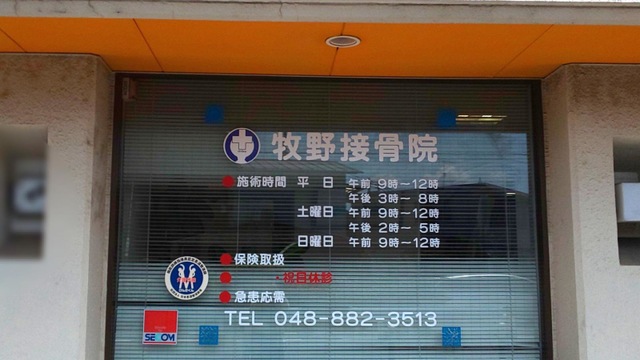 牧野接骨院
施術時間 平 日 午前 9時～12時
午後 3時～ 8時
土曜日 午前 9時～12時
午後 2時～ 5時
日曜日 午前 9時～12時
保険取扱
・祝日休診
急患応需
TEL 048-882-3513
SECOM